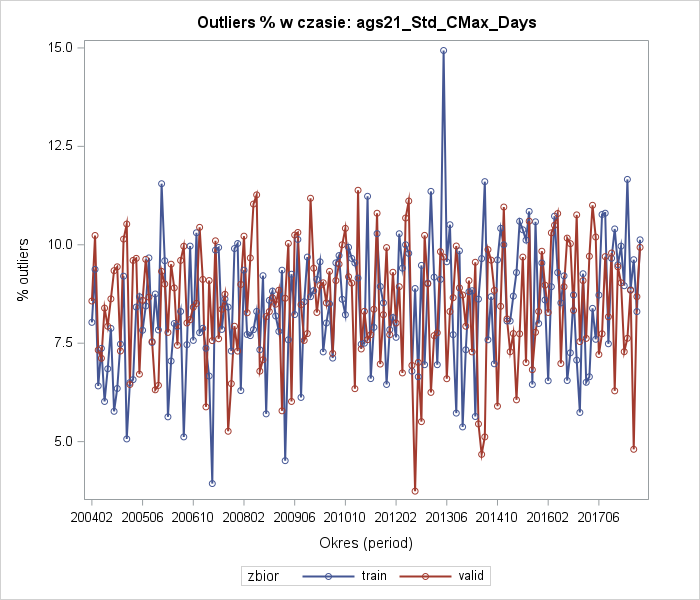 Outliers % w czasie: ags21_Std_CMax_Days
15.0
12.5
10.0
7.5
5.0
% outliers
200402 200506 200610 200802 200906 201010 201202 201306 201410 201602 201706
Okres (period)
zbior train valid